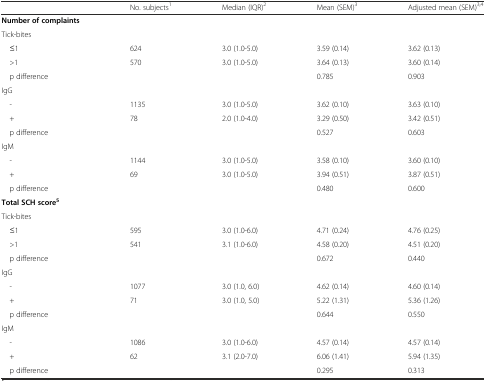 No. subjects1 Median (IQR)2 Mean (SEM)3 Adjusted mean (SEM)3,4
Number of complaints
Tick-bites
≤1 624 3.0 (1.0-5.0) 3.59 (0.14) 3.62 (0.13)
>1 570 3.0 (1.0-5.0) 3.64 (0.13) 3.60 (0.14)
p difference 0.785 0.903
IgG
- 1135 3.0 (1.0-5.0) 3.62 (0.10) 3.63 (0.10)
+ 78 2.0 (1.0-4.0) 3.29 (0.50) 3.42 (0.51)
p difference 0.527 0.603
IgM
- 1144 3.0 (1.0-5.0) 3.58 (0.10) 3.60 (0.10)
+ 69 3.0 (1.0-5.0) 3.94 (0.51) 3.87 (0.51)
p difference 0.480 0.600
Total SCH score5
Tick-bites
≤1 595 3.0 (1.0-6.0) 4.71 (0.24) 4.76 (0.25)
>1 541 3.1 (1.0-6.0) 4.58 (0.20) 4.51 (0.20)
p difference 0.672 0.440
IgG
- 1077 3.0 (1.0, 6.0) 4.62 (0.14) 4.60 (0.14)
+ 71 3.0 (1.0, 5.0) 5.22 (1.31) 5.36 (1.26)
p difference 0.644 0.550
IgM
- 1086 3.0 (1.0-6.0) 4.57 (0.14) 4.57 (0.14)
+ 62 3.1 (2.0-7.0) 6.06 (1.41) 5.94 (1.35)
p difference 0.295 0.313